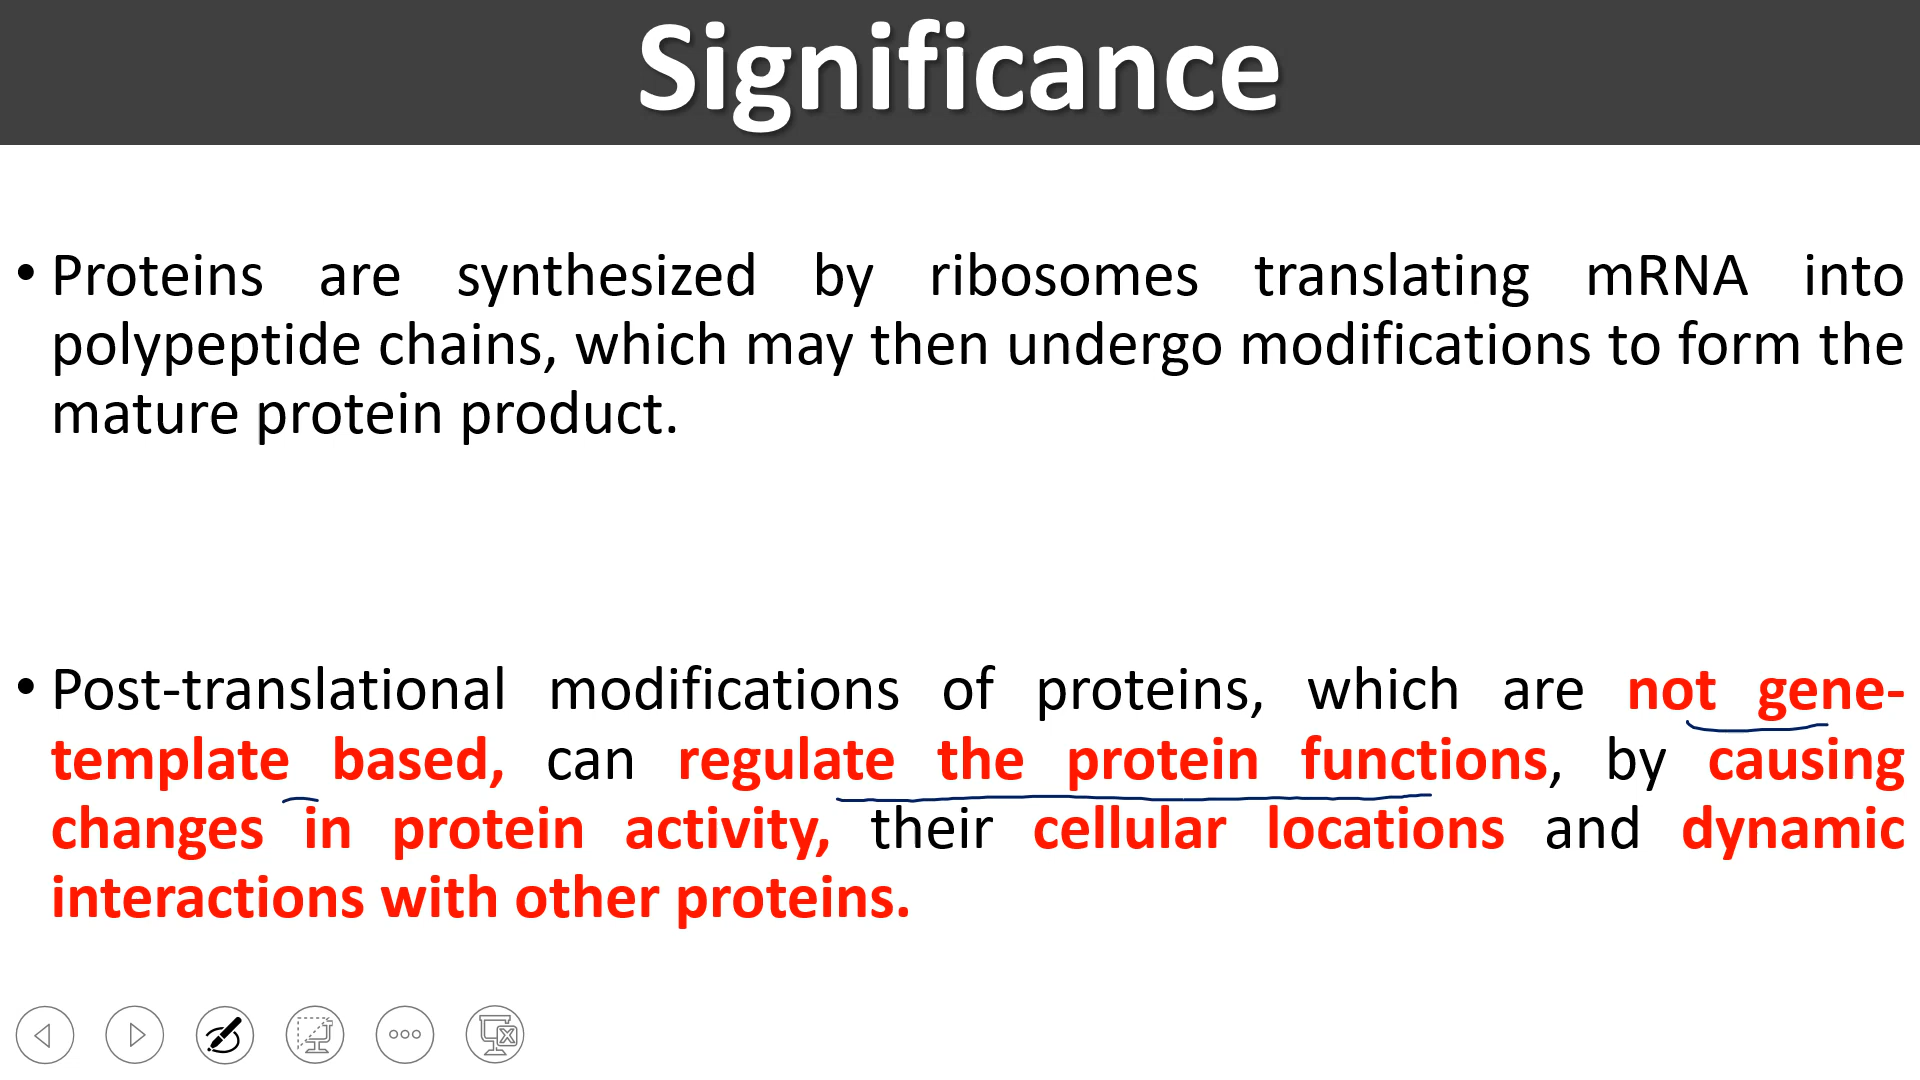 Significance
• Proteins are synthesized by ribosomes translating mRNA into
polypeptide chains, which may then undergo modifications to form the
mature protein product.
• Post-translational modifications of proteins, which are not gene-
template based, can regulate the protein functions, by causing
changes in protein activity, their cellular locations and dynamic
interactions with other proteins.